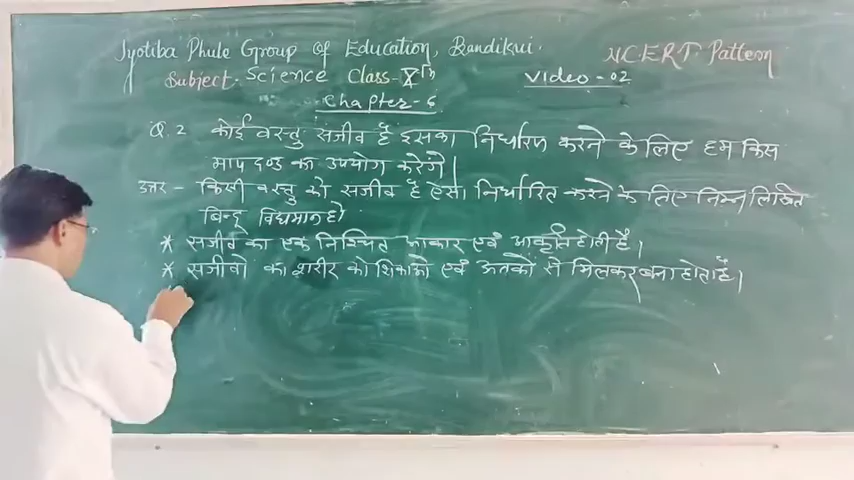 Jyotiba Phule Group of Education, Bandikui.
NCERT Pattern
Subject- Science Class-Xth
Video-02
Chapter-6
Q.2 कोई वस्तु सजीव है इसका निर्धारण करने के लिए हम किस
मापदण्ड का उपयोग करेंगे।
उत्तर - किसी वस्तु को सजीव है ऐसा निर्धारित करने के लिए निम्नलिखित
बिन्दू विद्यमान हो
* सजीव का एक निश्चित आकार एवं आकृति होती है।
* सजीवो का शरीर कोशिकाओ एवं ऊतकों से मिलकर बना होता है।